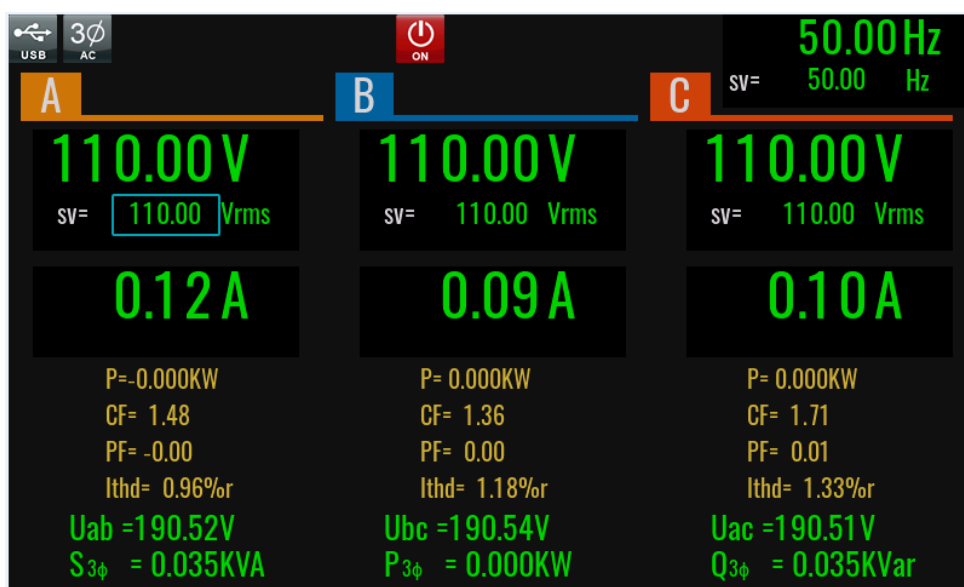 USB
3Ø
AC
ON
50.00Hz
sv= 50.00 Hz
A
B
C
110.00V
sv= 110.00 Vrms
110.00V
sv= 110.00 Vrms
110.00V
sv= 110.00 Vrms
0.12A
0.09A
0.10A
P=-0.000KW
CF= 1.48
PF= -0.00
Ithd= 0.96%r
P= 0.000KW
CF= 1.36
PF= 0.00
Ithd= 1.18%r
P= 0.000KW
CF= 1.71
PF= 0.01
Ithd= 1.33%r
Uab =190.52V
Ubc =190.54V
Uac =190.51V
S3ϕ = 0.035KVA
P3ϕ = 0.000KW
Q3ϕ = 0.035KVar